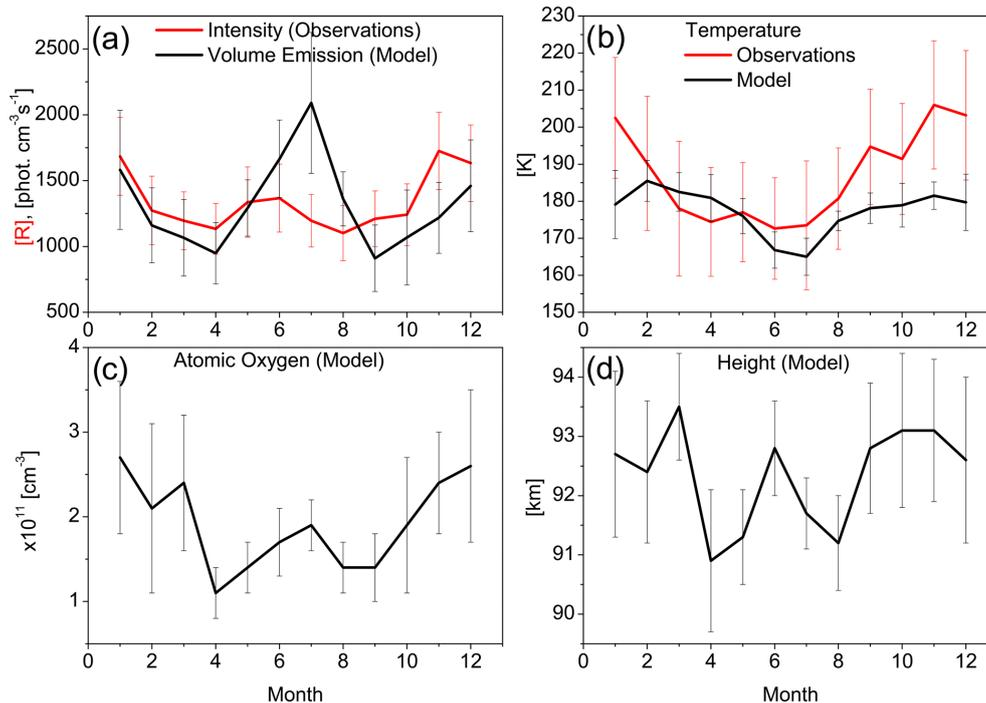 (a)
Intensity (Observations)
Volume Emission (Model)
[R], [phot. cm⁻³s⁻¹]
2500
2000
1500
1000
500
0 2 4 6 8 10 12
Month
(b)
Temperature
Observations
Model
[K]
230
220
210
200
190
180
170
160
150
0 2 4 6 8 10 12
Month
(c)
Atomic Oxygen (Model)
x10¹¹ [cm⁻³]
4
3
2
1
0 2 4 6 8 10 12
Month
(d)
Height (Model)
[km]
94
93
92
91
90
0 2 4 6 8 10 12
Month